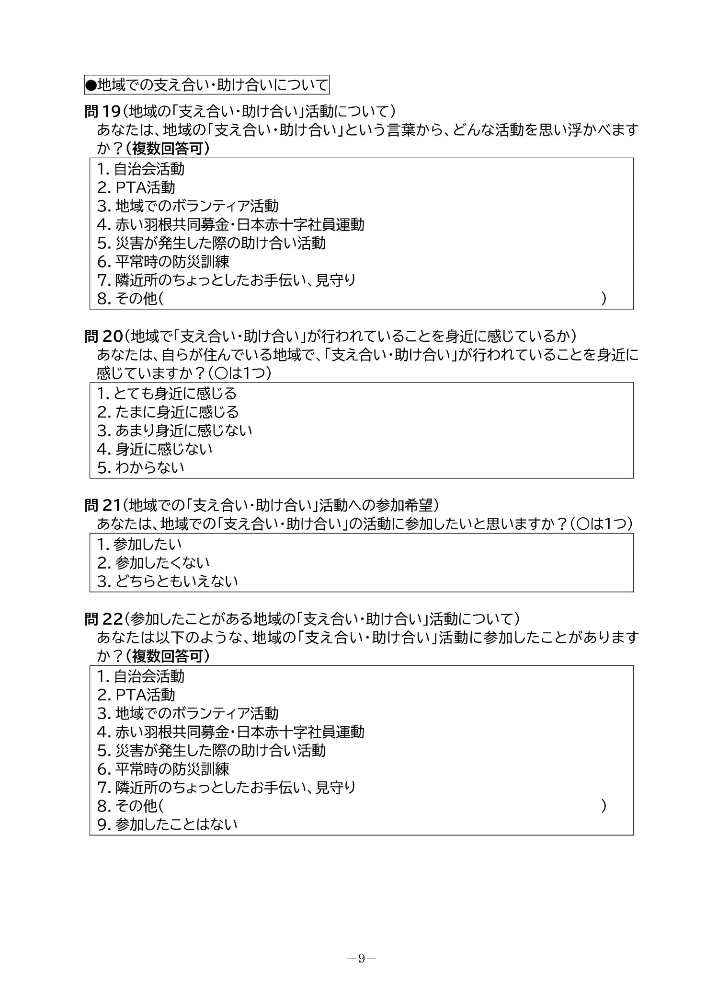 ●地域での支え合い･助け合いについて
問19（地域の「支え合い･助け合い」活動について）
あなたは、地域の「支え合い･助け合い」という言葉から、どんな活動を思い浮かべます
か？（複数回答可）
1. 自治会活動
2. PTA活動
3. 地域でのボランティア活動
4. 赤い羽根共同募金･日本赤十字社員運動
5. 災害が発生した際の助け合い活動
6. 平常時の防災訓練
7. 隣近所のちょっとしたお手伝い、見守り
8. その他(　　　　　　　　　　　　　　　　　　　　)
問20（地域で「支え合い･助け合い」が行われていることを身近に感じているか）
あなたは、自らが住んでいる地域で、「支え合い･助け合い」が行われていることを身近に
感じていますか？（〇は1つ）
1. とても身近に感じる
2. たまに身近に感じる
3. あまり身近に感じない
4. 身近に感じない
5. わからない
問21（地域での「支え合い･助け合い」活動への参加希望）
あなたは、地域での「支え合い･助け合い」の活動に参加したいと思いますか？（〇は1つ）
1. 参加したい
2. 参加したくない
3. どちらともいえない
問22（参加したことがある地域の「支え合い･助け合い」活動について）
あなたは以下のような、地域の「支え合い･助け合い」活動に参加したことがあります
か？（複数回答可）
1. 自治会活動
2. PTA活動
3. 地域でのボランティア活動
4. 赤い羽根共同募金･日本赤十字社員運動
5. 災害が発生した際の助け合い活動
6. 平常時の防災訓練
7. 隣近所のちょっとしたお手伝い、見守り
8. その他(　　　　　　　　　　　　　　　　　　　　)
9. 参加したことはない
－9－